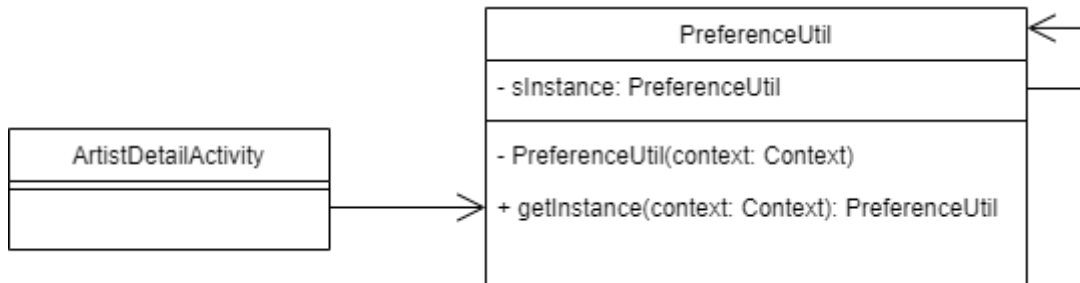 PreferenceUtil
- sInstance: PreferenceUtil
ArtistDetailActivity
- PreferenceUtil(context: Context)
+ getInstance(context: Context): PreferenceUtil